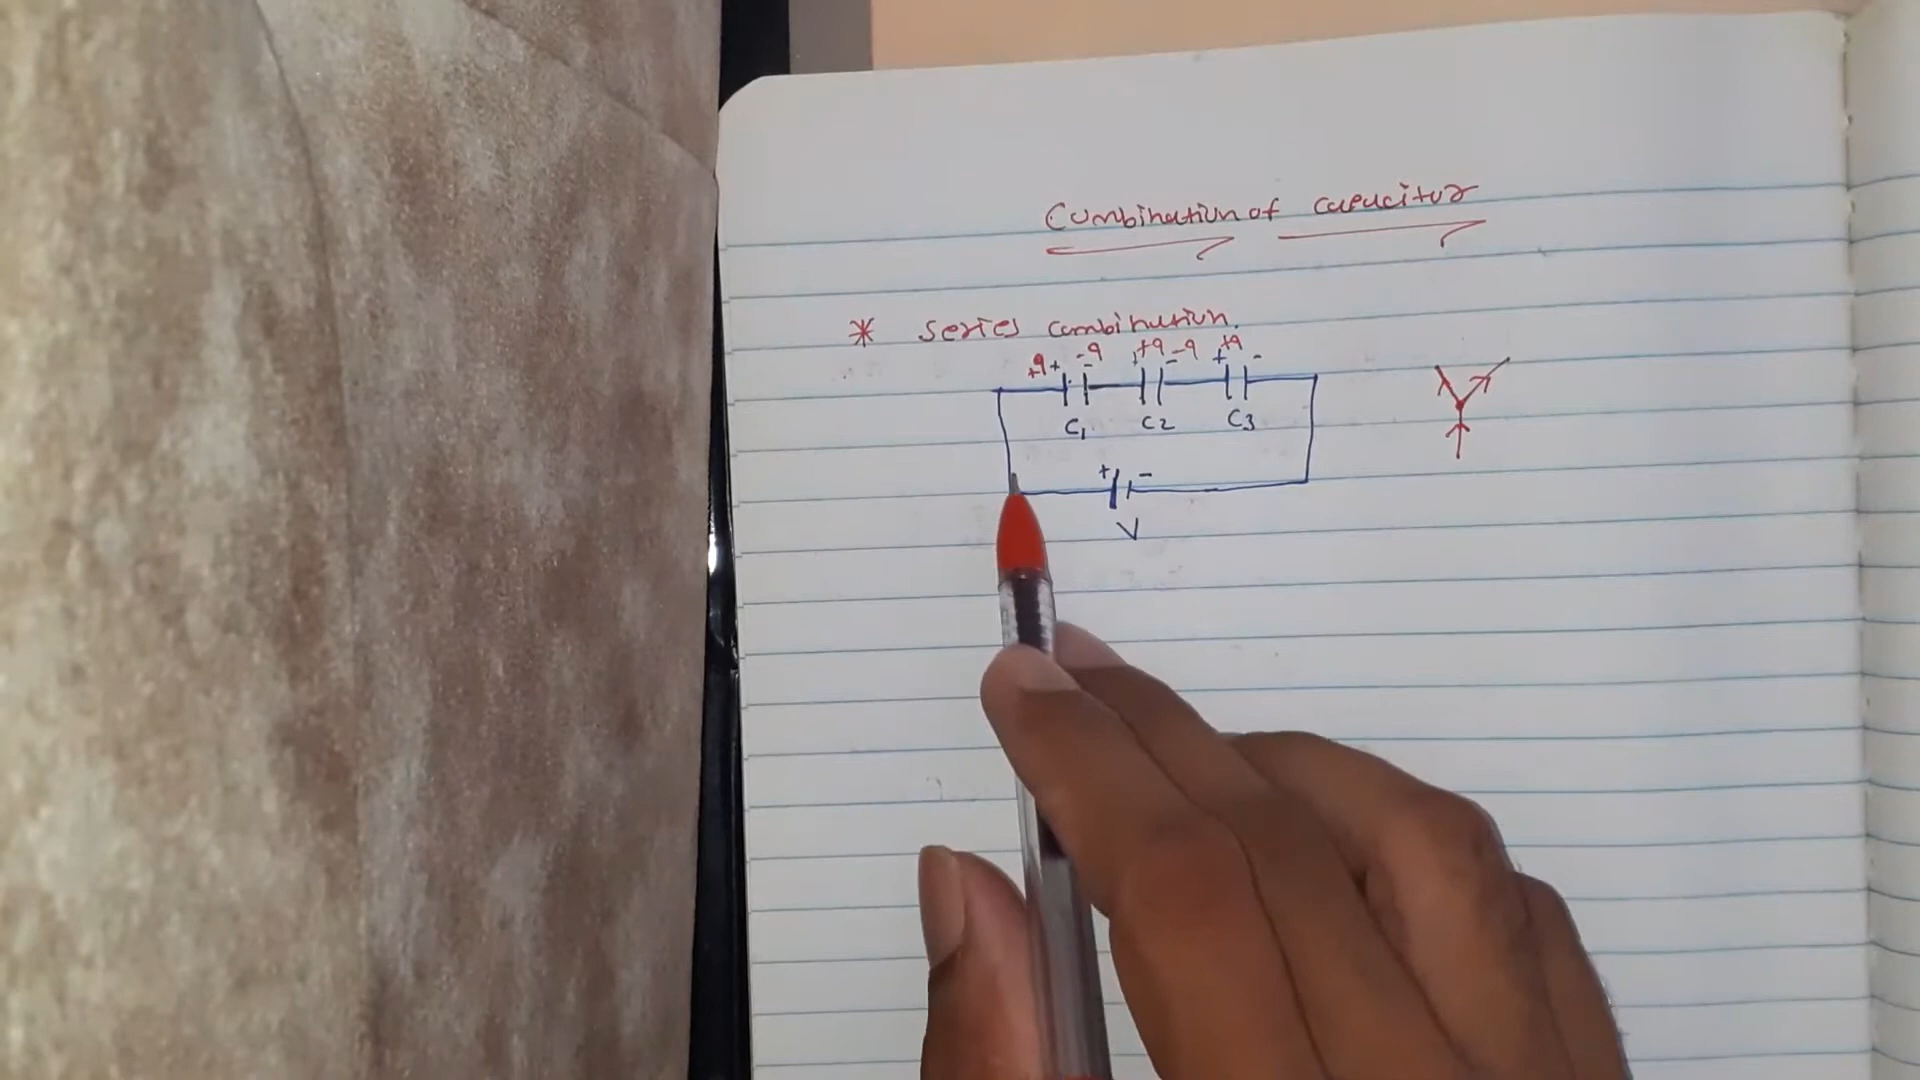 Combination of capacitor
* Series combination.
+q + -q - + +q -q - + +q -
C1 C2 C3
+ -
V